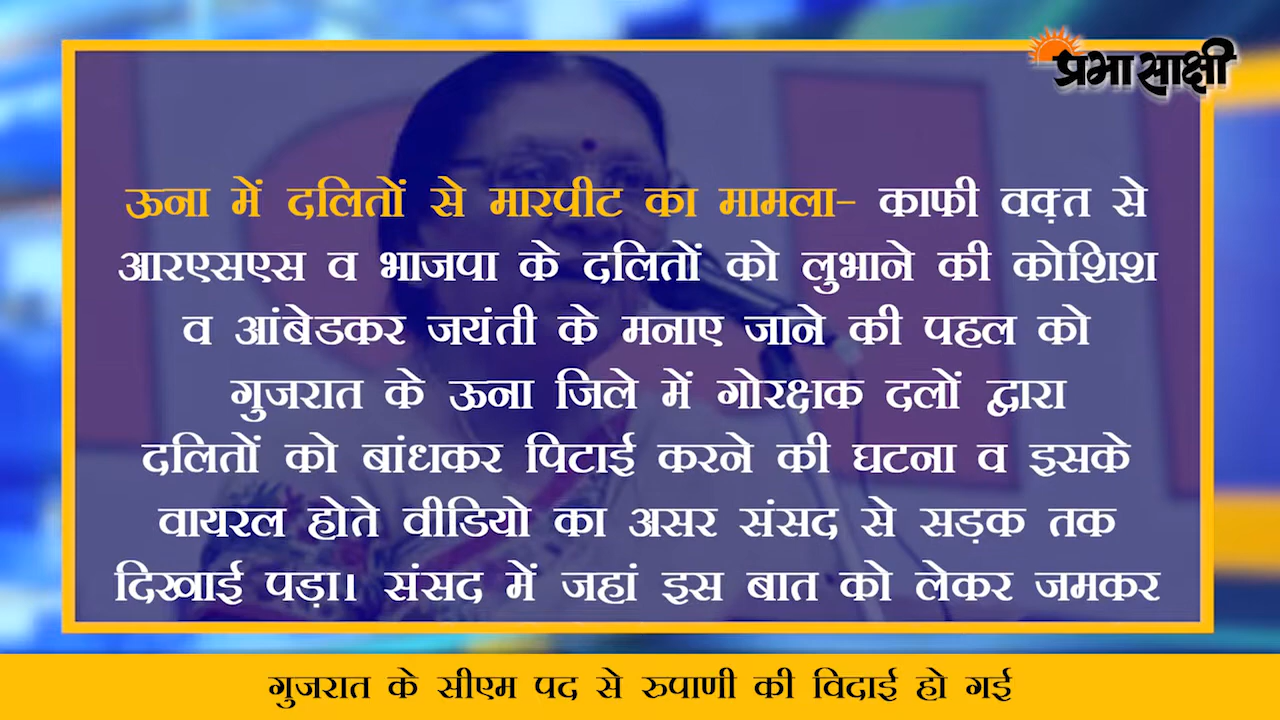 प्रभासाक्षी
ऊना में दलितों से मारपीट का मामला- काफी वक़्त से
आरएसएस व भाजपा के दलितों को लुभाने की कोशिश
व आंबेडकर जयंती के मनाए जाने की पहल को
गुजरात के ऊना जिले में गोरक्षक दलों द्वारा
दलितों को बांधकर पिटाई करने की घटना व इसके
वायरल होते वीडियो का असर संसद से सड़क तक
दिखाई पड़ा। संसद में जहां इस बात को लेकर जमकर
गुजरात के सीएम पद से रुपाणी की विदाई हो गई